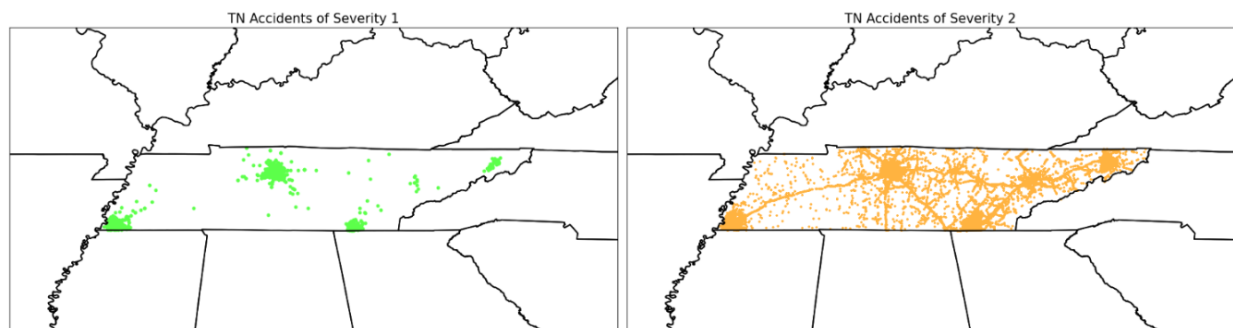 TN Accidents of Severity 1
TN Accidents of Severity 2